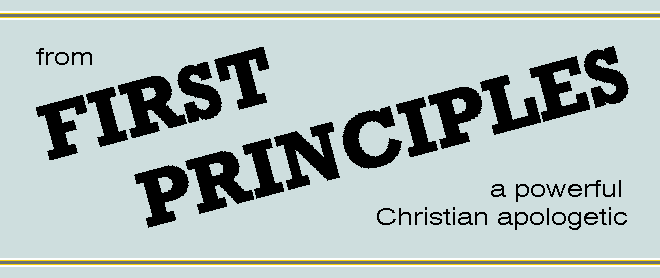 from
FIRST
PRINCIPLES
a powerful
Christian apologetic